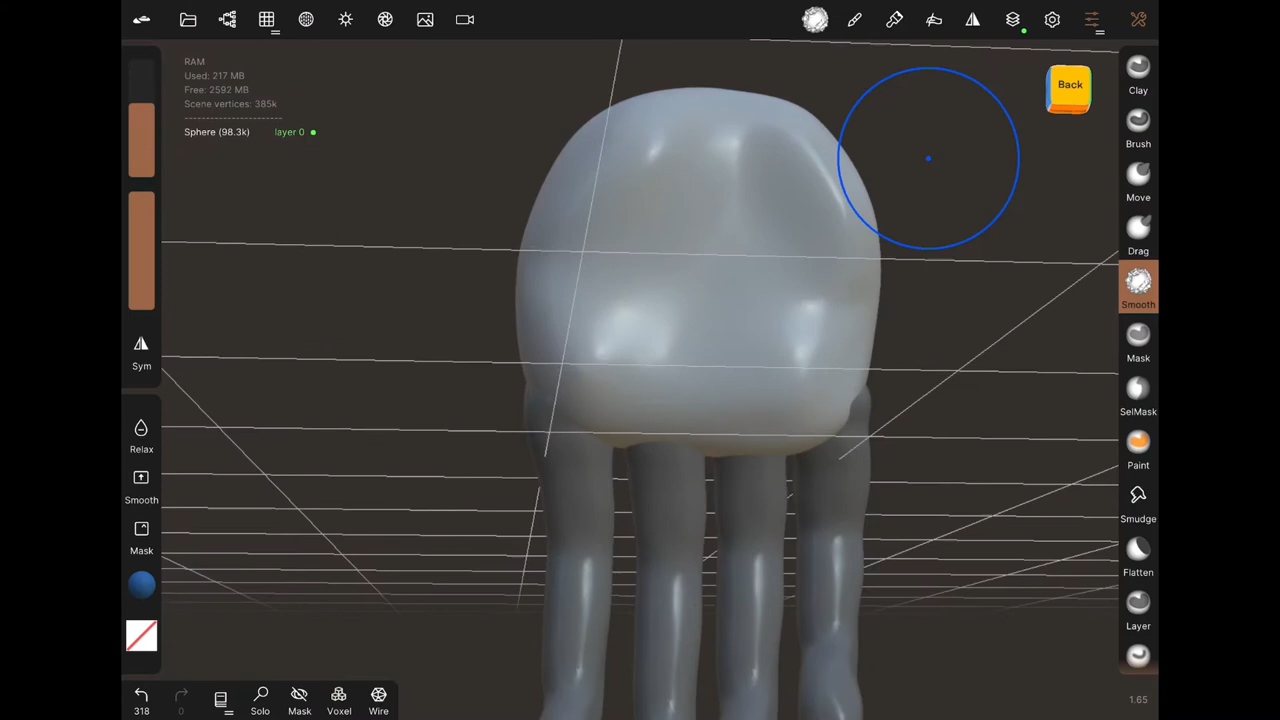 RAM
Used: 217 MB
Free: 2592 MB
Scene vertices: 385k
Sphere (98.3k) layer 0
Back
Clay
Brush
Move
Drag
Smooth
Mask
SelMask
Paint
Smudge
Flatten
Layer
Sym
Relax
Smooth
Mask
318
0
Solo
Mask
Voxel
Wire
1.65